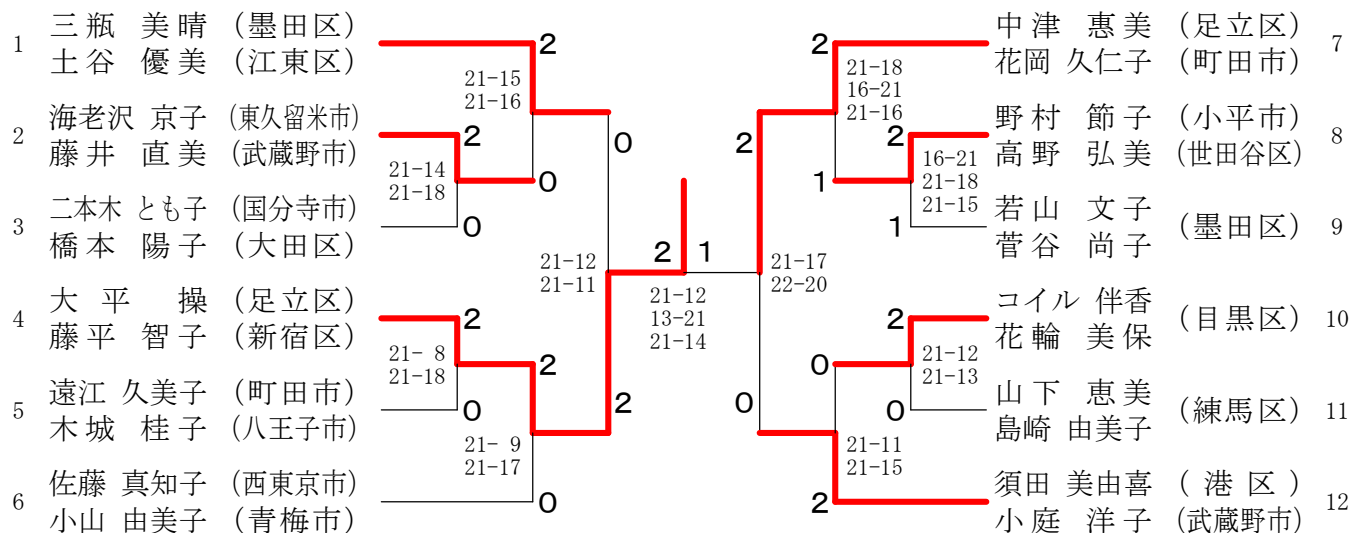 1
三瓶 美晴 (墨田区)
土谷 優美 (江東区)
2
海老沢 京子 (東久留米市)
藤井 直美 (武蔵野市)
3
二本木 とも子 (国分寺市)
橋本 陽子 (大田区)
4
大平 操 (足立区)
藤平 智子 (新宿区)
5
遠江 久美子 (町田市)
木城 桂子 (八王子市)
6
佐藤 真知子 (西東京市)
小山 由美子 (青梅市)
2
21-15
21-16
2
21-14
21-18
0
0
0
21-12
21-11
2
21- 8
21-18
0
2
21- 9
21-17
0
2
2
1
21-12
13-21
21-14
2
21-18
16-21
21-16
2
2
16-21
21-18
21-15
1
1
21-17
22-20
2
21-12
21-13
0
0
0
21-11
21-15
2
中津 惠美 (足立区)
花岡 久仁子 (町田市)
7
野村 節子 (小平市)
高野 弘美 (世田谷区)
8
若山 文子
菅谷 尚子
(墨田区)
9
コイル 伴香
花輪 美保
(目黒区)
10
山下 恵美
島崎 由美子
(練馬区)
11
須田 美由喜 (港区)
小庭 洋子 (武蔵野市)
12